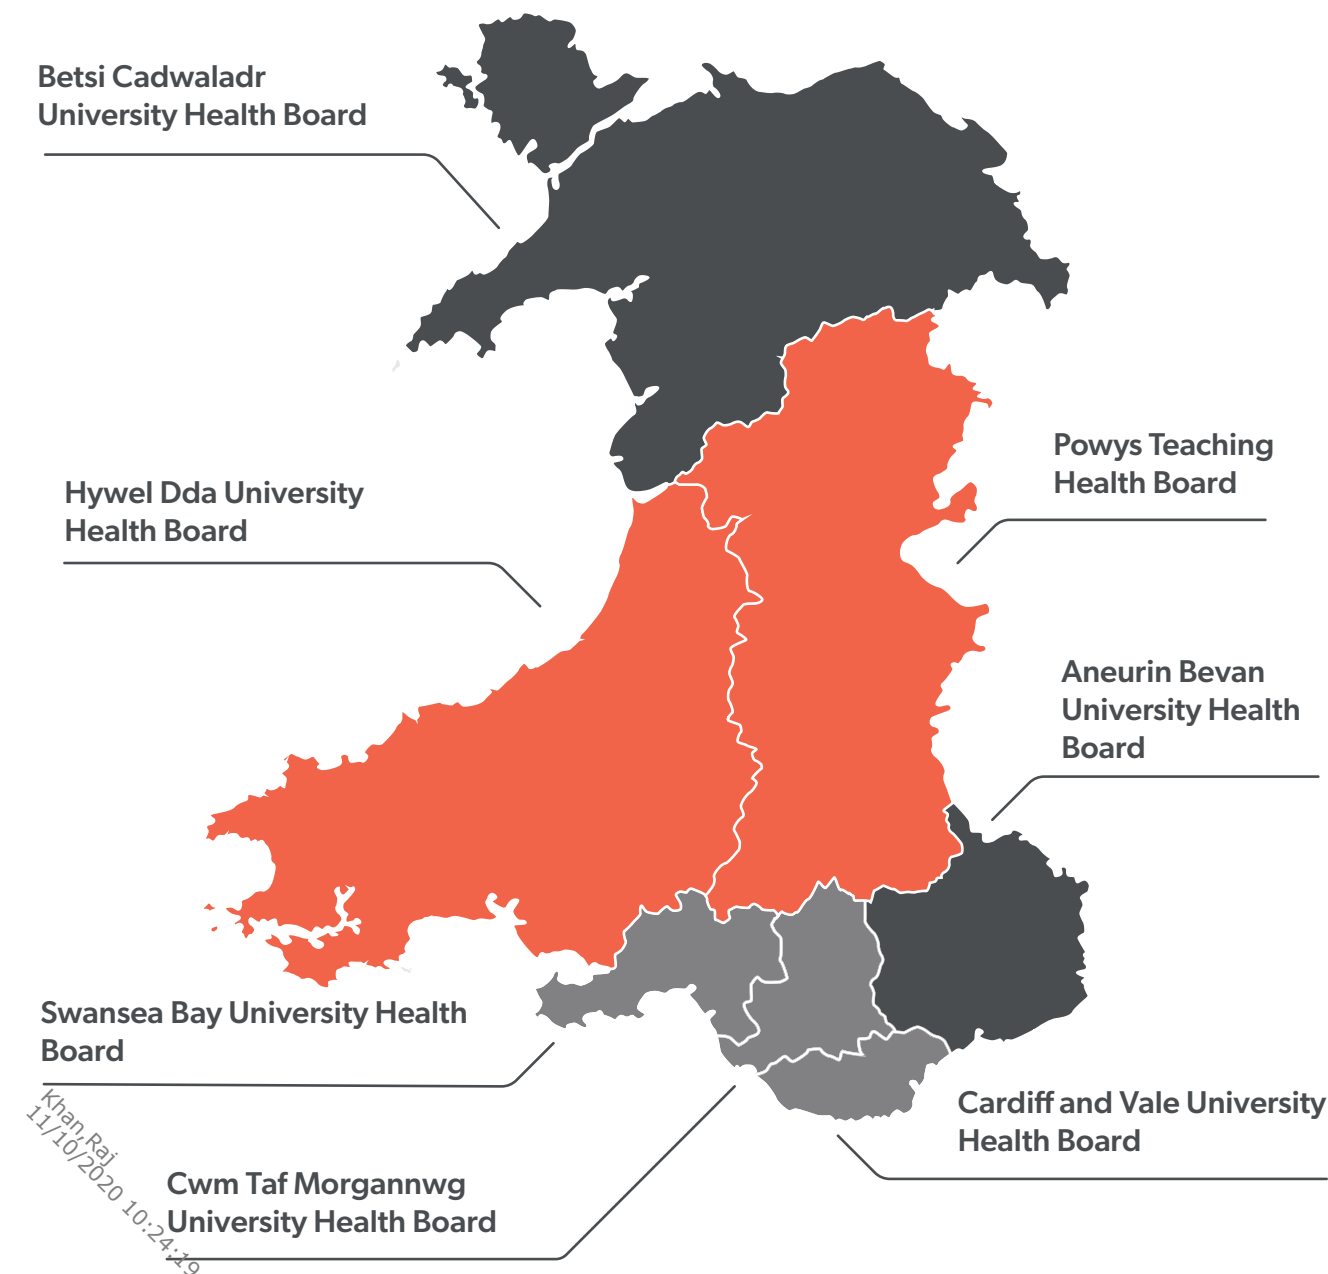 Betsi Cadwaladr
University Health Board
Powys Teaching
Health Board
Hywel Dda University
Health Board
Aneurin Bevan
University Health
Board
Swansea Bay University Health
Board
Cardiff and Vale University
Health Board
Cwm Taf Morgannwg
University Health Board
Khan,Raj
11/10/2020 10:24:19